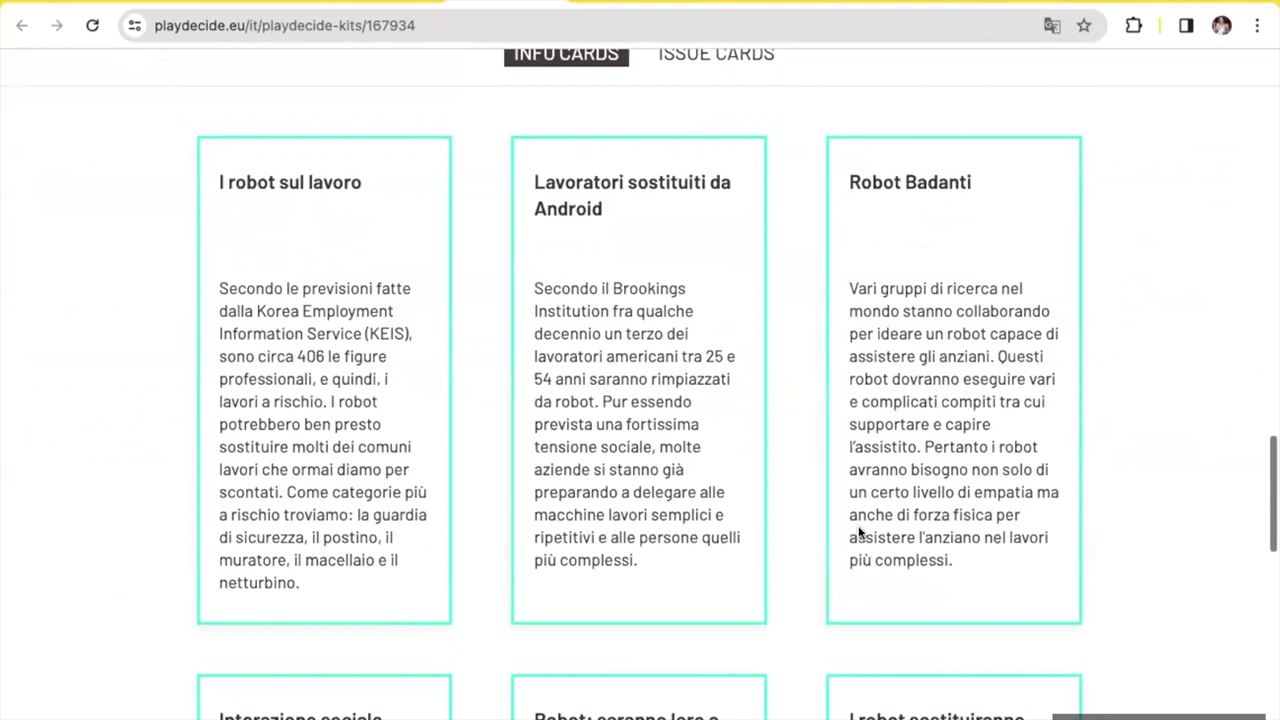 playdecide.eu/it/playdecide-kits/167934
INFO CARDS
ISSUE CARDS
I robot sul lavoro
Secondo le previsioni fatte
dalla Korea Employment
Information Service (KEIS),
sono circa 406 le figure
professionali, e quindi, i
lavori a rischio. I robot
potrebbero ben presto
sostituire molti dei comuni
lavori che ormai diamo per
scontati. Come categorie più
a rischio troviamo: la guardia
di sicurezza, il postino, il
muratore, il macellaio e il
netturbino.
Lavoratori sostituiti da
Android
Secondo il Brookings
Institution fra qualche
decennio un terzo dei
lavoratori americani tra 25 e
54 anni saranno rimpiazzati
da robot. Pur essendo
prevista una fortissima
tensione sociale, molte
aziende si stanno già
preparando a delegare alle
macchine lavori semplici e
ripetitivi e alle persone quelli
più complessi.
Robot Badanti
Vari gruppi di ricerca nel
mondo stanno collaborando
per ideare un robot capace di
assistere gli anziani. Questi
robot dovranno eseguire vari
e complicati compiti tra cui
supportare e capire
l'assistito. Pertanto i robot
avranno bisogno non solo di
un certo livello di empatia ma
anche di forza fisica per
assistere l'anziano nel lavori
più complessi.
Interazione sociale
Robot: saranno loro a
I robot sostituiranno